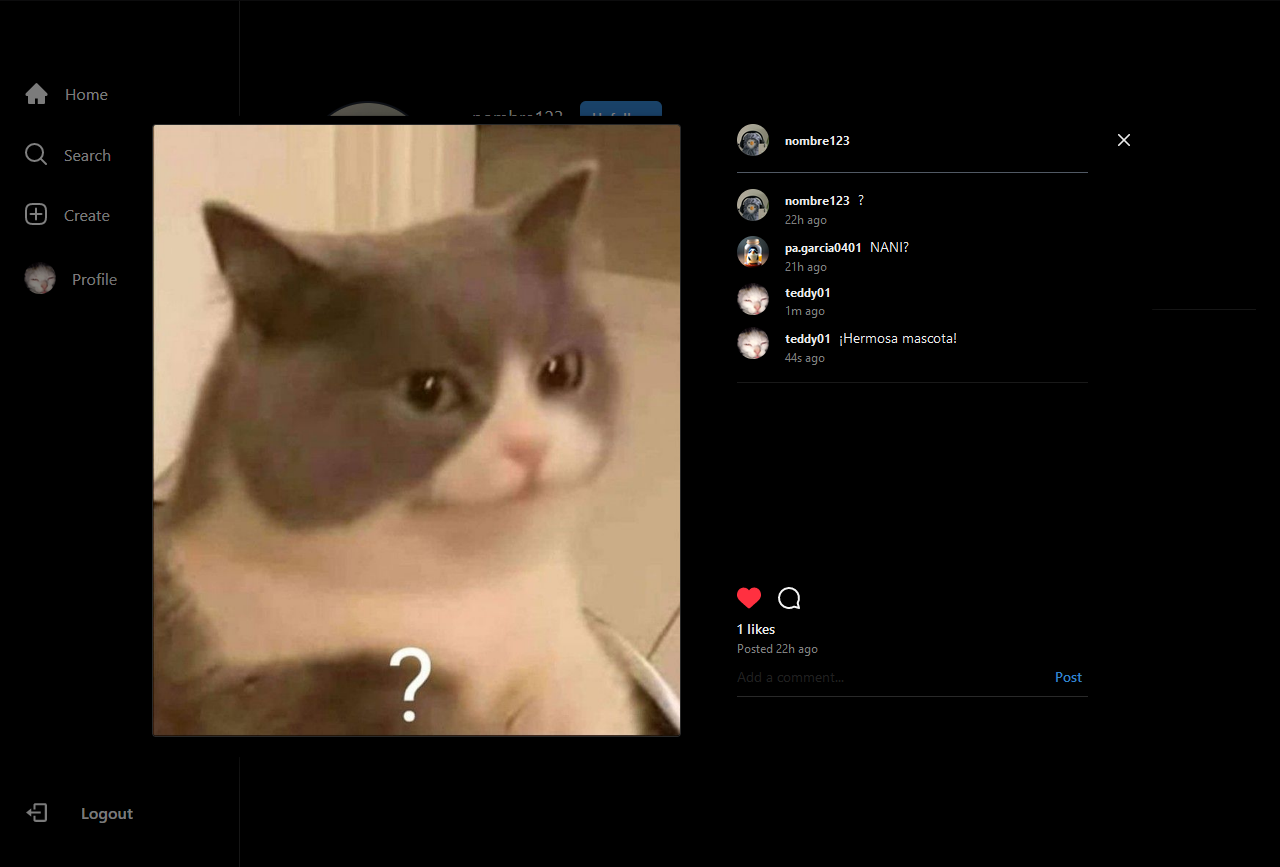 Home
Search
Create
Profile
Logout
nombre123
?
nombre123
nombre123 ?
22h ago
pa.garcia0401 NANI?
21h ago
teddy01
1m ago
teddy01 ¡Hermosa mascota!
44s ago
1 likes
Posted 22h ago
Add a comment...
Post